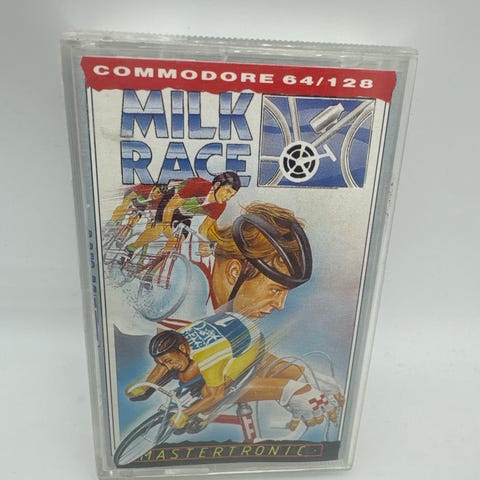 COMMODORE 64/128
MILK
RACE
MASTERTRONIC